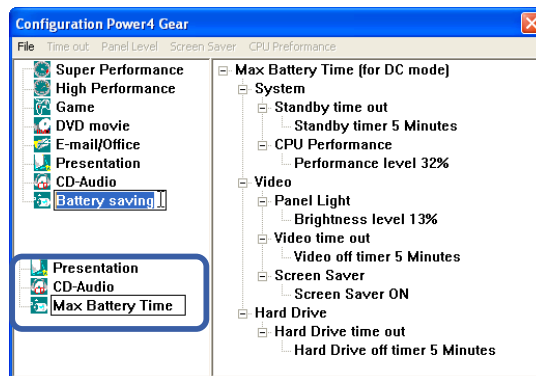 Configuration Power4 Gear
File Time out Panel Level Screen Saver CPU Preformance
Super Performance
High Performance
Game
DVD movie
E-mail/Office
Presentation
CD-Audio
Battery saving
Presentation
CD-Audio
Max Battery Time
Max Battery Time (for DC mode)
System
Standby time out
Standby timer 5 Minutes
CPU Performance
Performance level 32%
Video
Panel Light
Brightness level 13%
Video time out
Video off timer 5 Minutes
Screen Saver
Screen Saver ON
Hard Drive
Hard Drive time out
Hard Drive off timer 5 Minutes